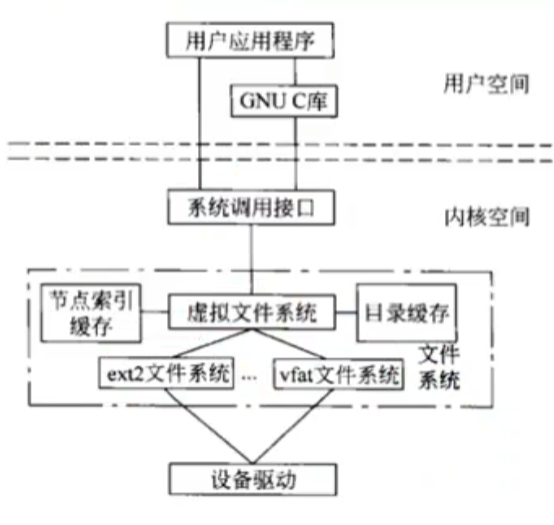 用户应用程序
用户空间
GNU C库
系统调用接口
内核空间
节点索引
缓存
虚拟文件系统
目录缓存
ext2文件系统
...
vfat文件系统
文件
系统
设备驱动